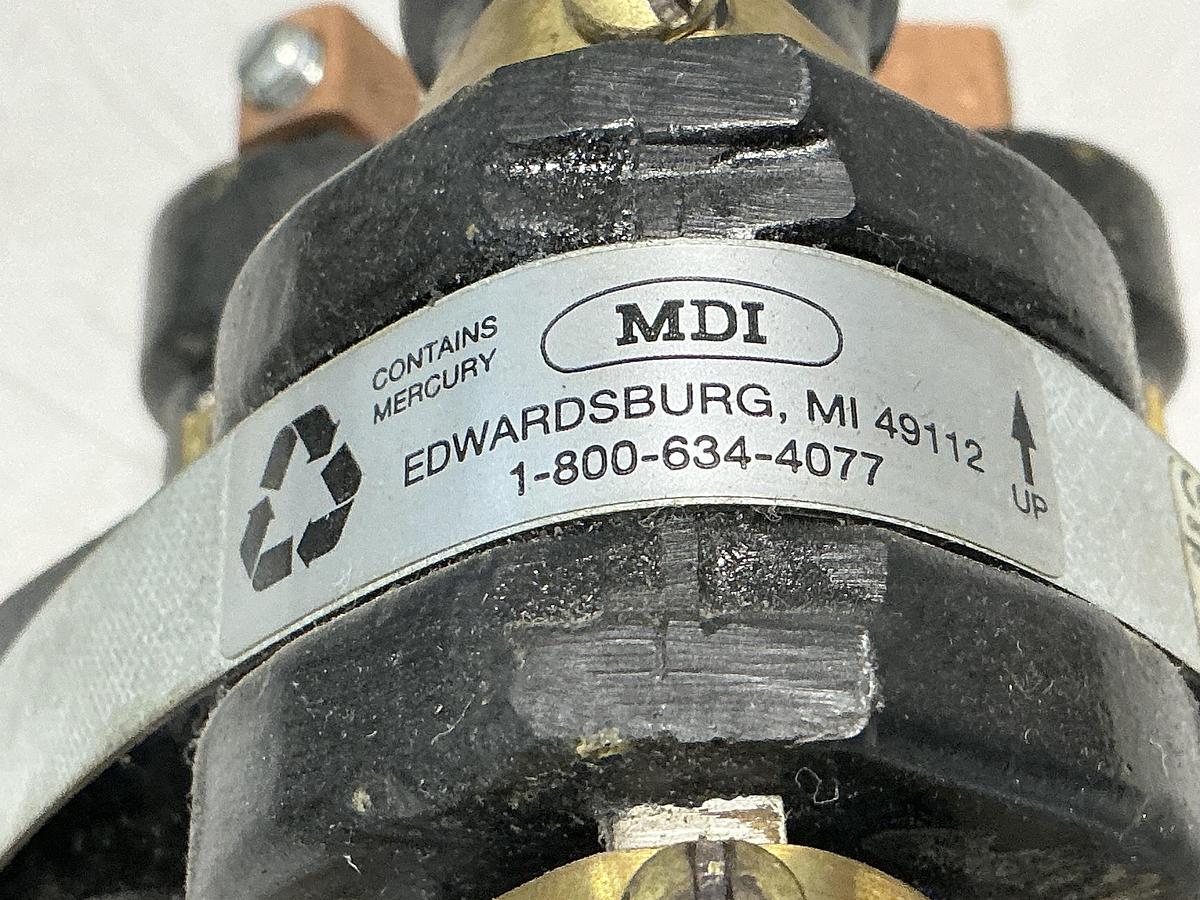 CONTAINS
MERCURY
MDI
EDWARDSBURG, MI 49112
1-800-634-4077
UP